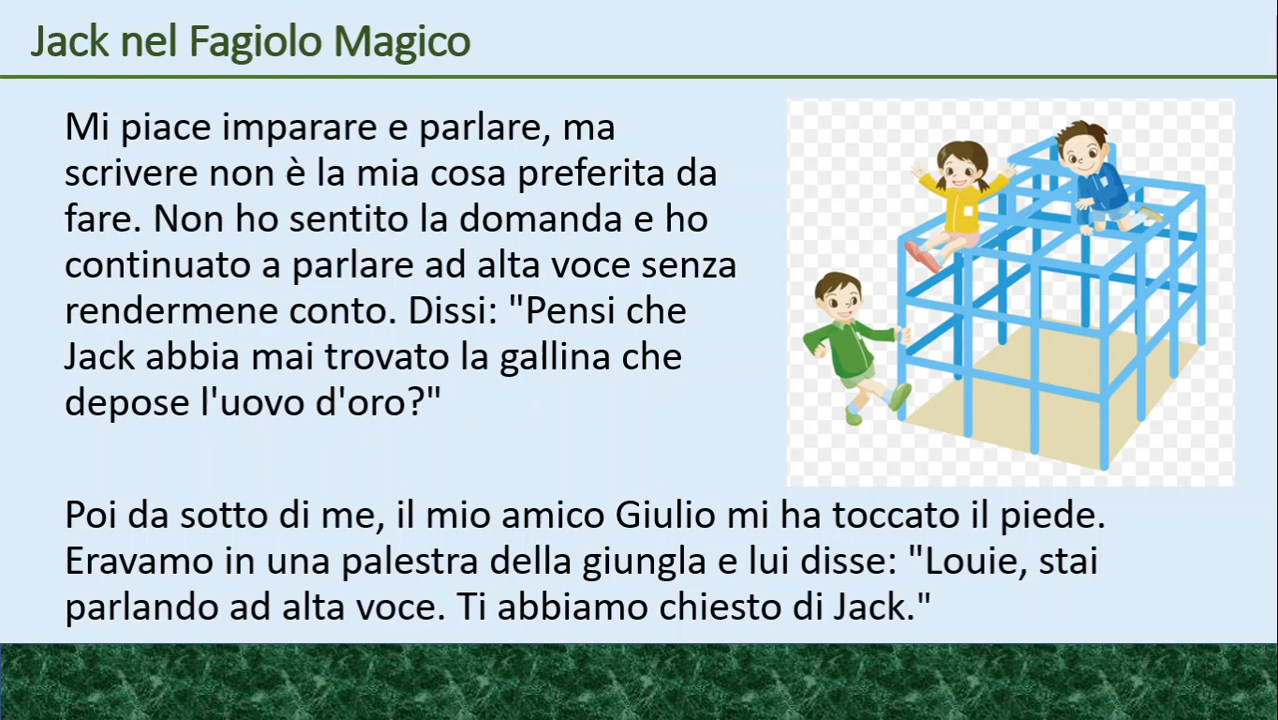 Jack nel Fagiolo Magico
Mi piace imparare e parlare, ma
scrivere non è la mia cosa preferita da
fare. Non ho sentito la domanda e ho
continuato a parlare ad alta voce senza
rendermene conto. Dissi: "Pensi che
Jack abbia mai trovato la gallina che
depose l'uovo d'oro?"
Poi da sotto di me, il mio amico Giulio mi ha toccato il piede.
Eravamo in una palestra della giungla e lui disse: "Louie, stai
parlando ad alta voce. Ti abbiamo chiesto di Jack."